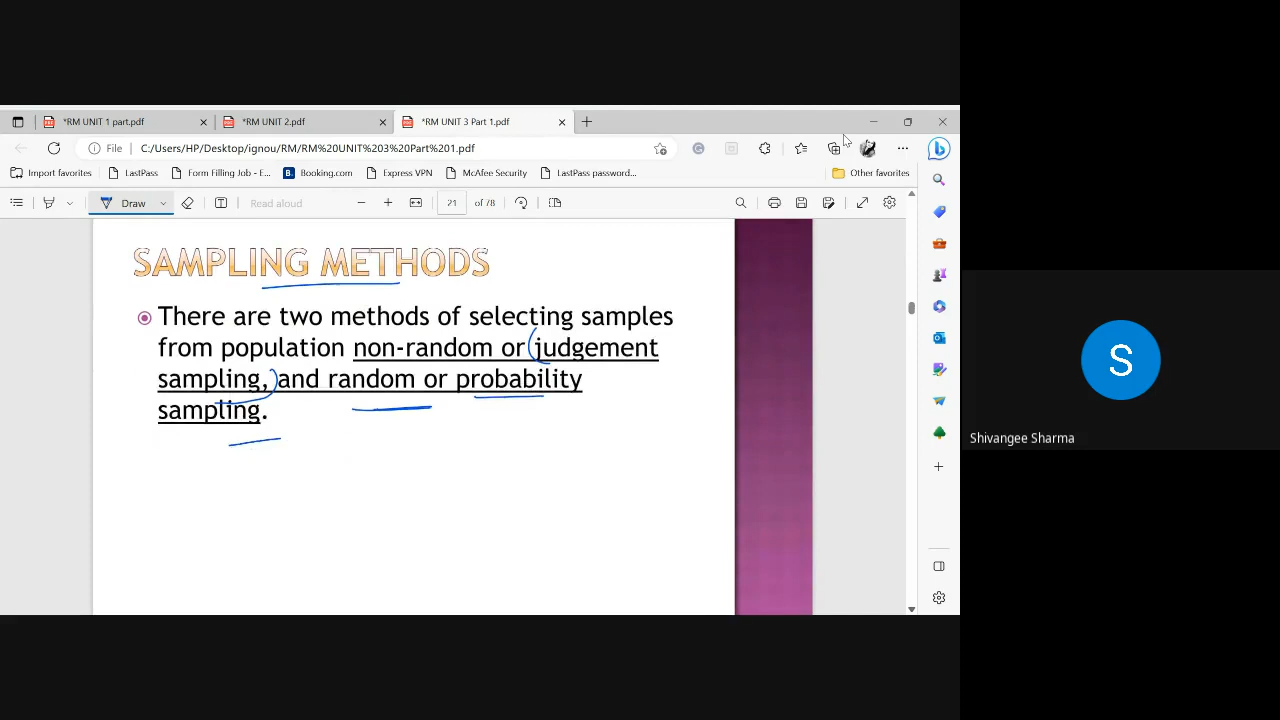 *RM UNIT 1 part.pdf
*RM UNIT 2.pdf
*RM UNIT 3 Part 1.pdf
File
C:/Users/HP/Desktop/ignou/RM/RM%20UNIT%203%20Part%201.pdf
Import favorites
LastPass
Form Filling Job - E...
Booking.com
Express VPN
McAfee Security
LastPass password...
Other favorites
Draw
Read aloud
21
of 78
SAMPLING METHODS
There are two methods of selecting samples
from population non-random or judgement
sampling, and random or probability
sampling.
S
Shivangee Sharma